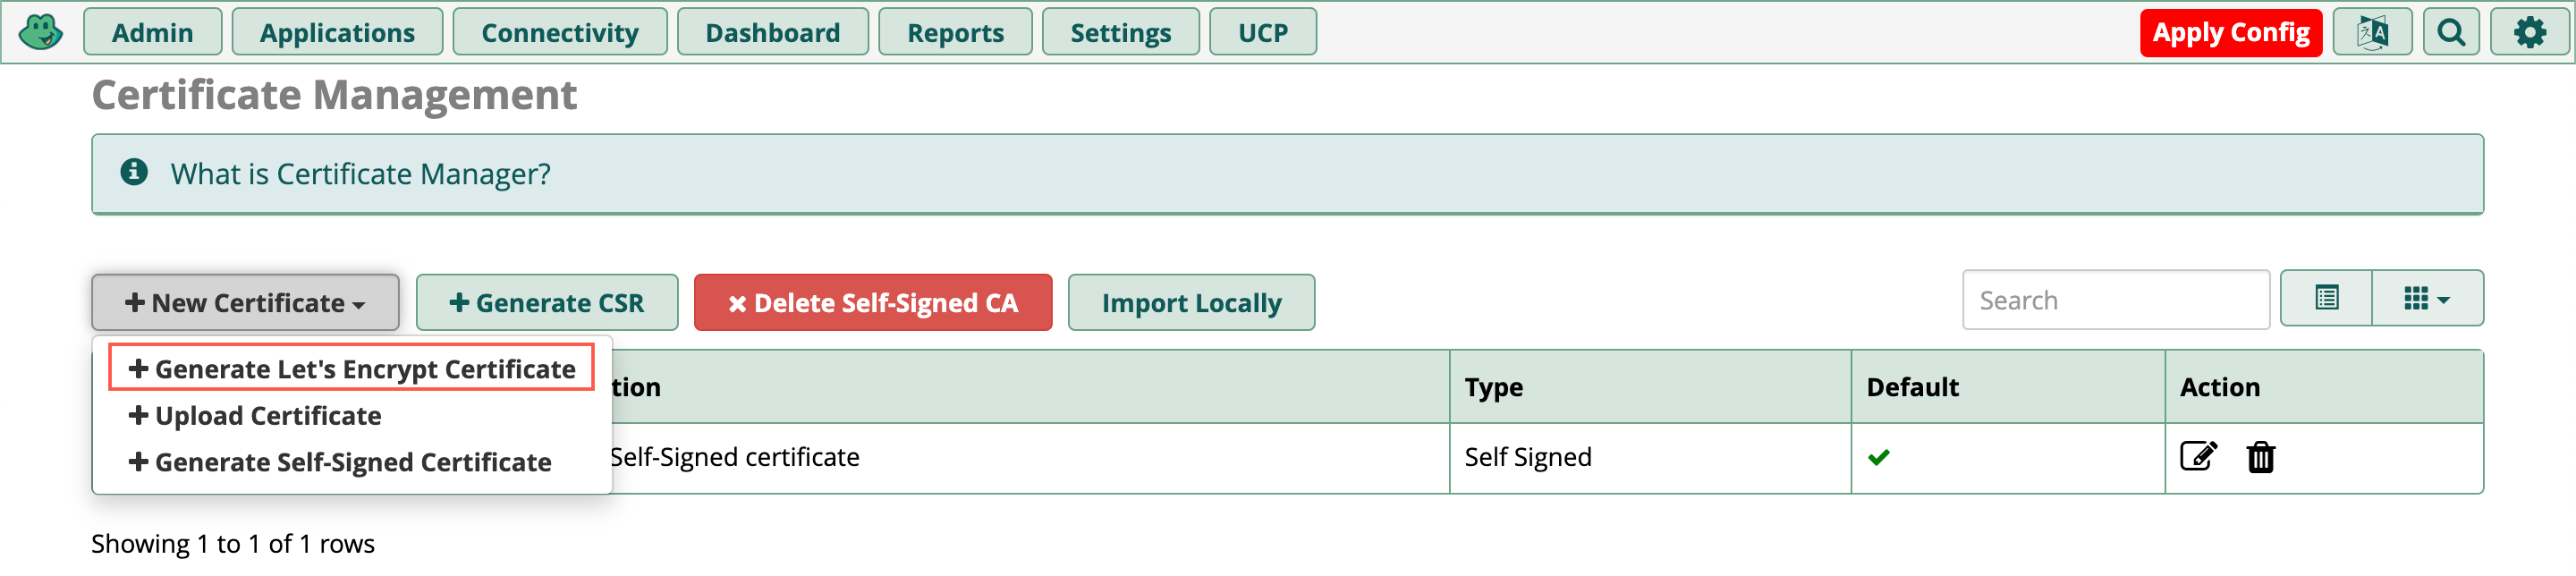 Admin Applications Connectivity Dashboard Reports Settings UCP Apply Config
Certificate Management
What is Certificate Manager?
New Certificate Generate CSR Delete Self-Signed CA Import Locally Search
Generate Let's Encrypt Certificate
Upload Certificate
Generate Self-Signed Certificate
tion Type Default Action
Self-Signed certificate Self Signed
Showing 1 to 1 of 1 rows